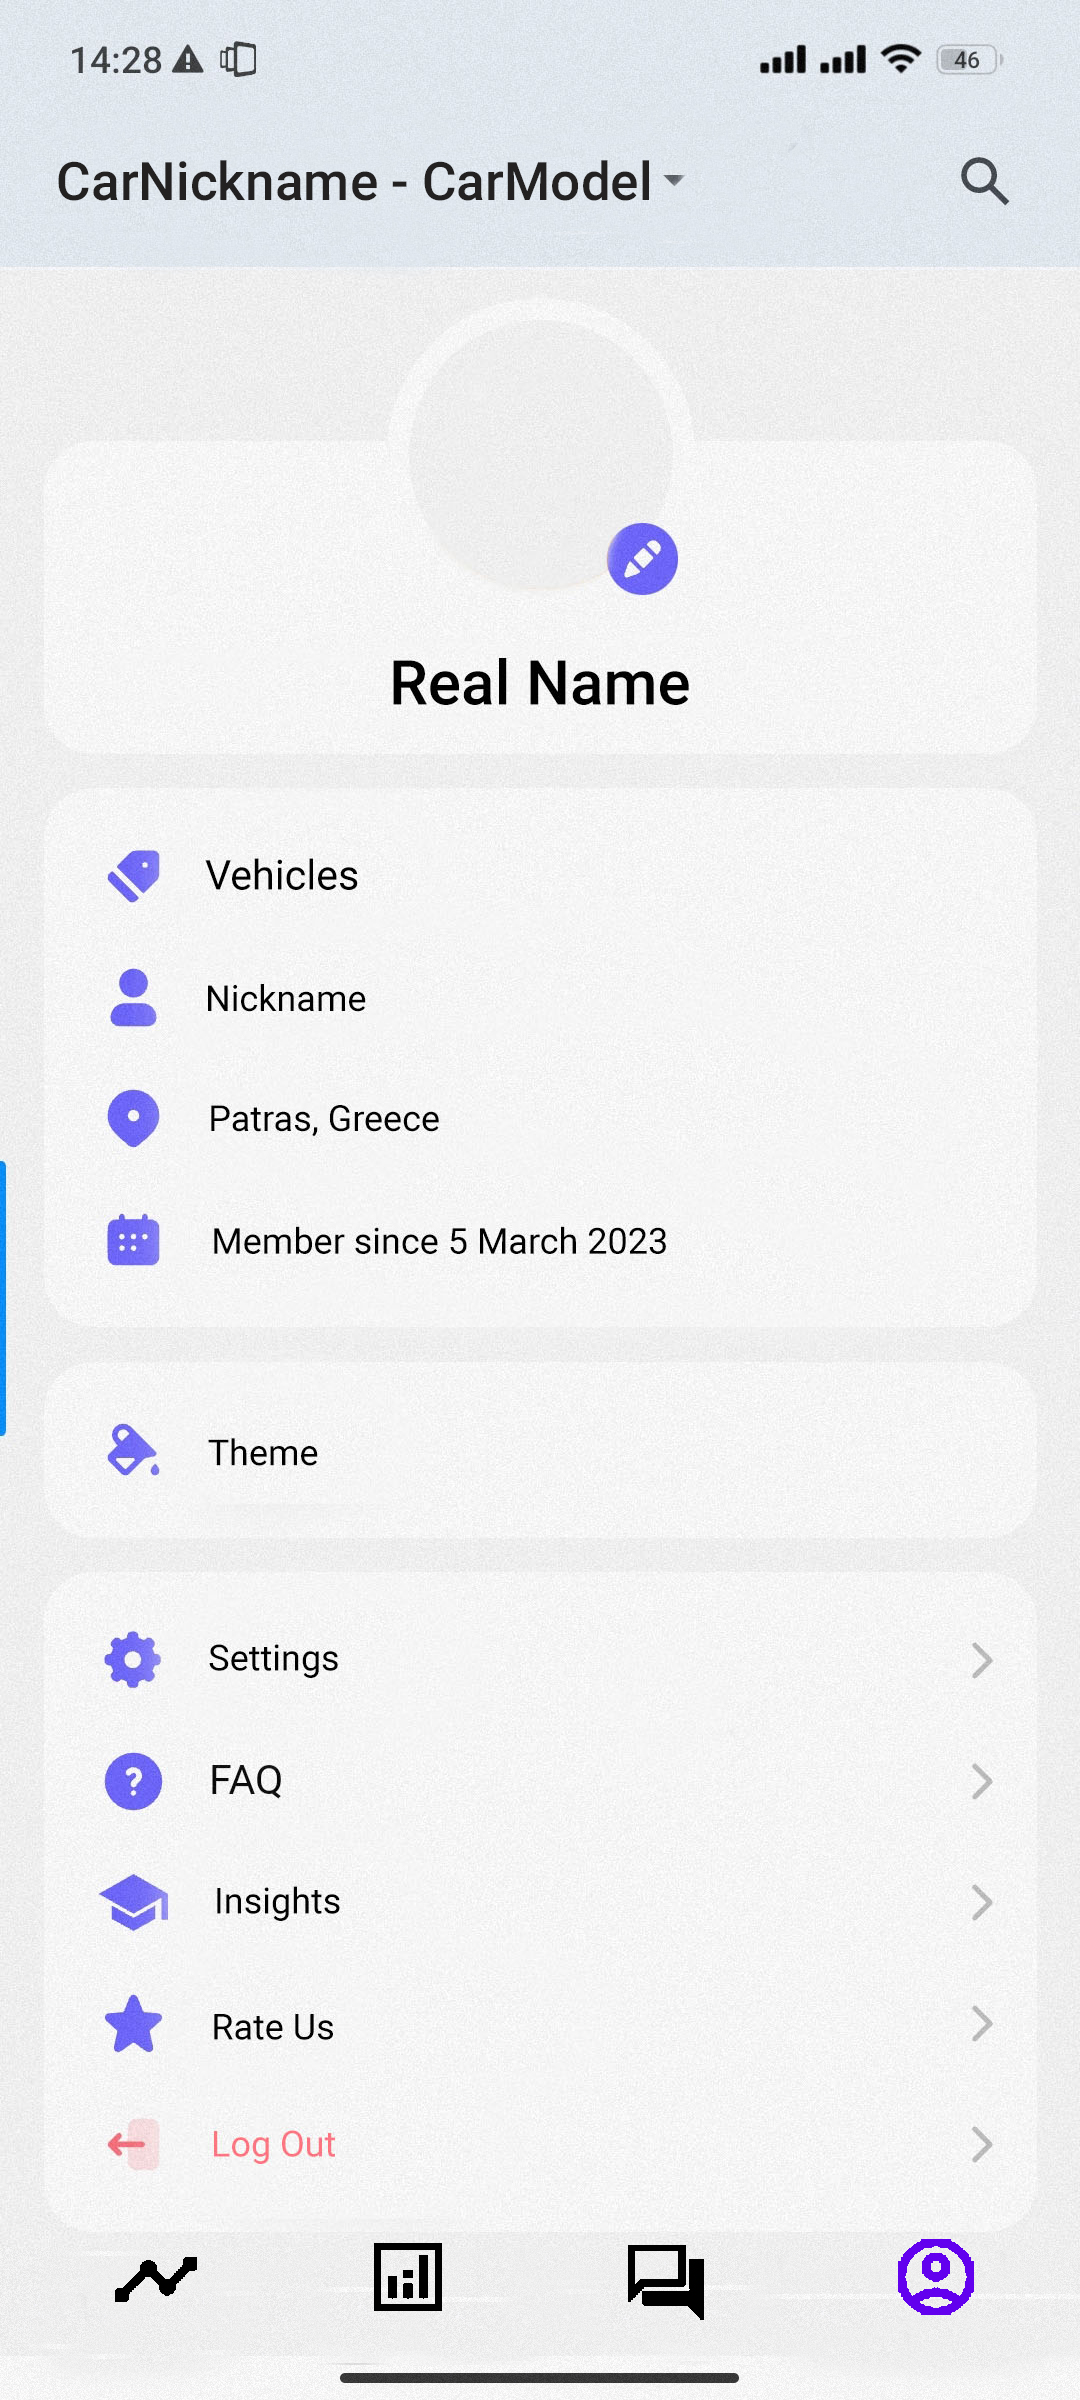 14:28
46
CarNickname - CarModel
Real Name
Vehicles
Nickname
Patras, Greece
Member since 5 March 2023
Theme
Settings
FAQ
Insights
Rate Us
Log Out